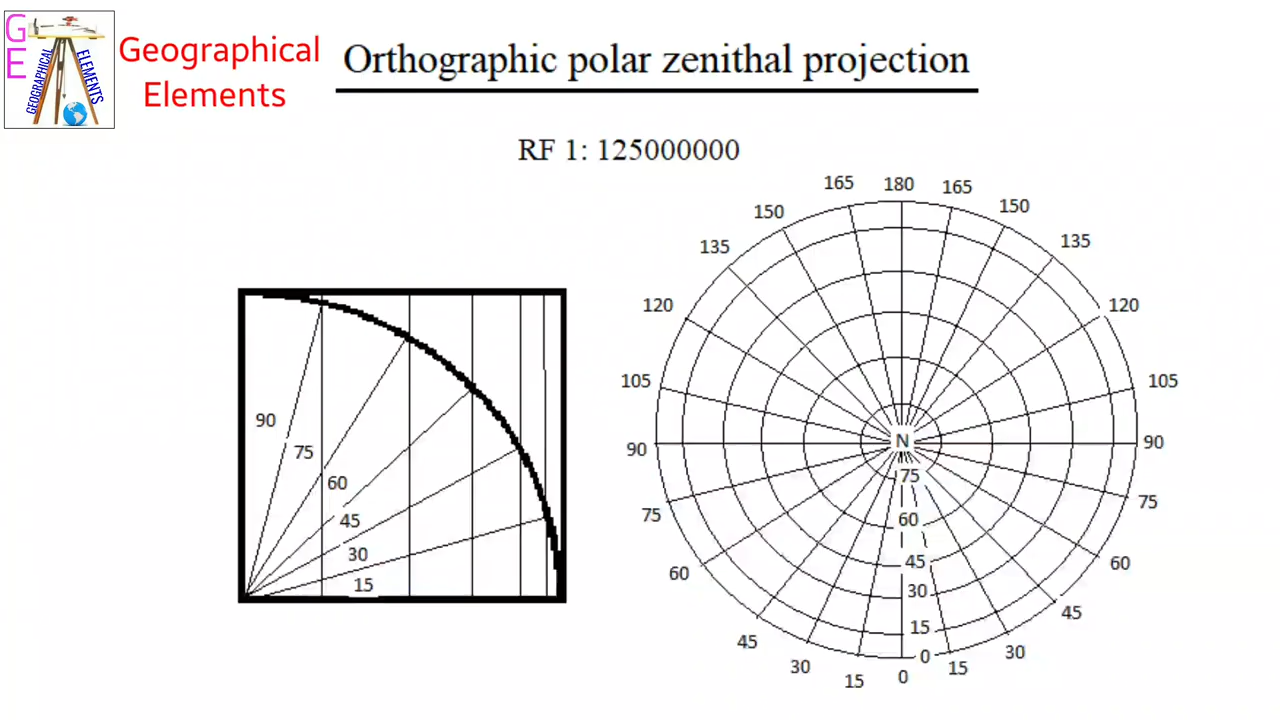 G
E
GEOGRAPHICAL
ELEMENTS
Geographical
Elements
Orthographic polar zenithal projection
RF 1: 125000000
90
75
60
45
30
15
165 180 165
150 150
135 135
120 120
105 105
90 N 90
75
75 75
60
60 60
45
30
45 45
15
30 0 30
15 0 15